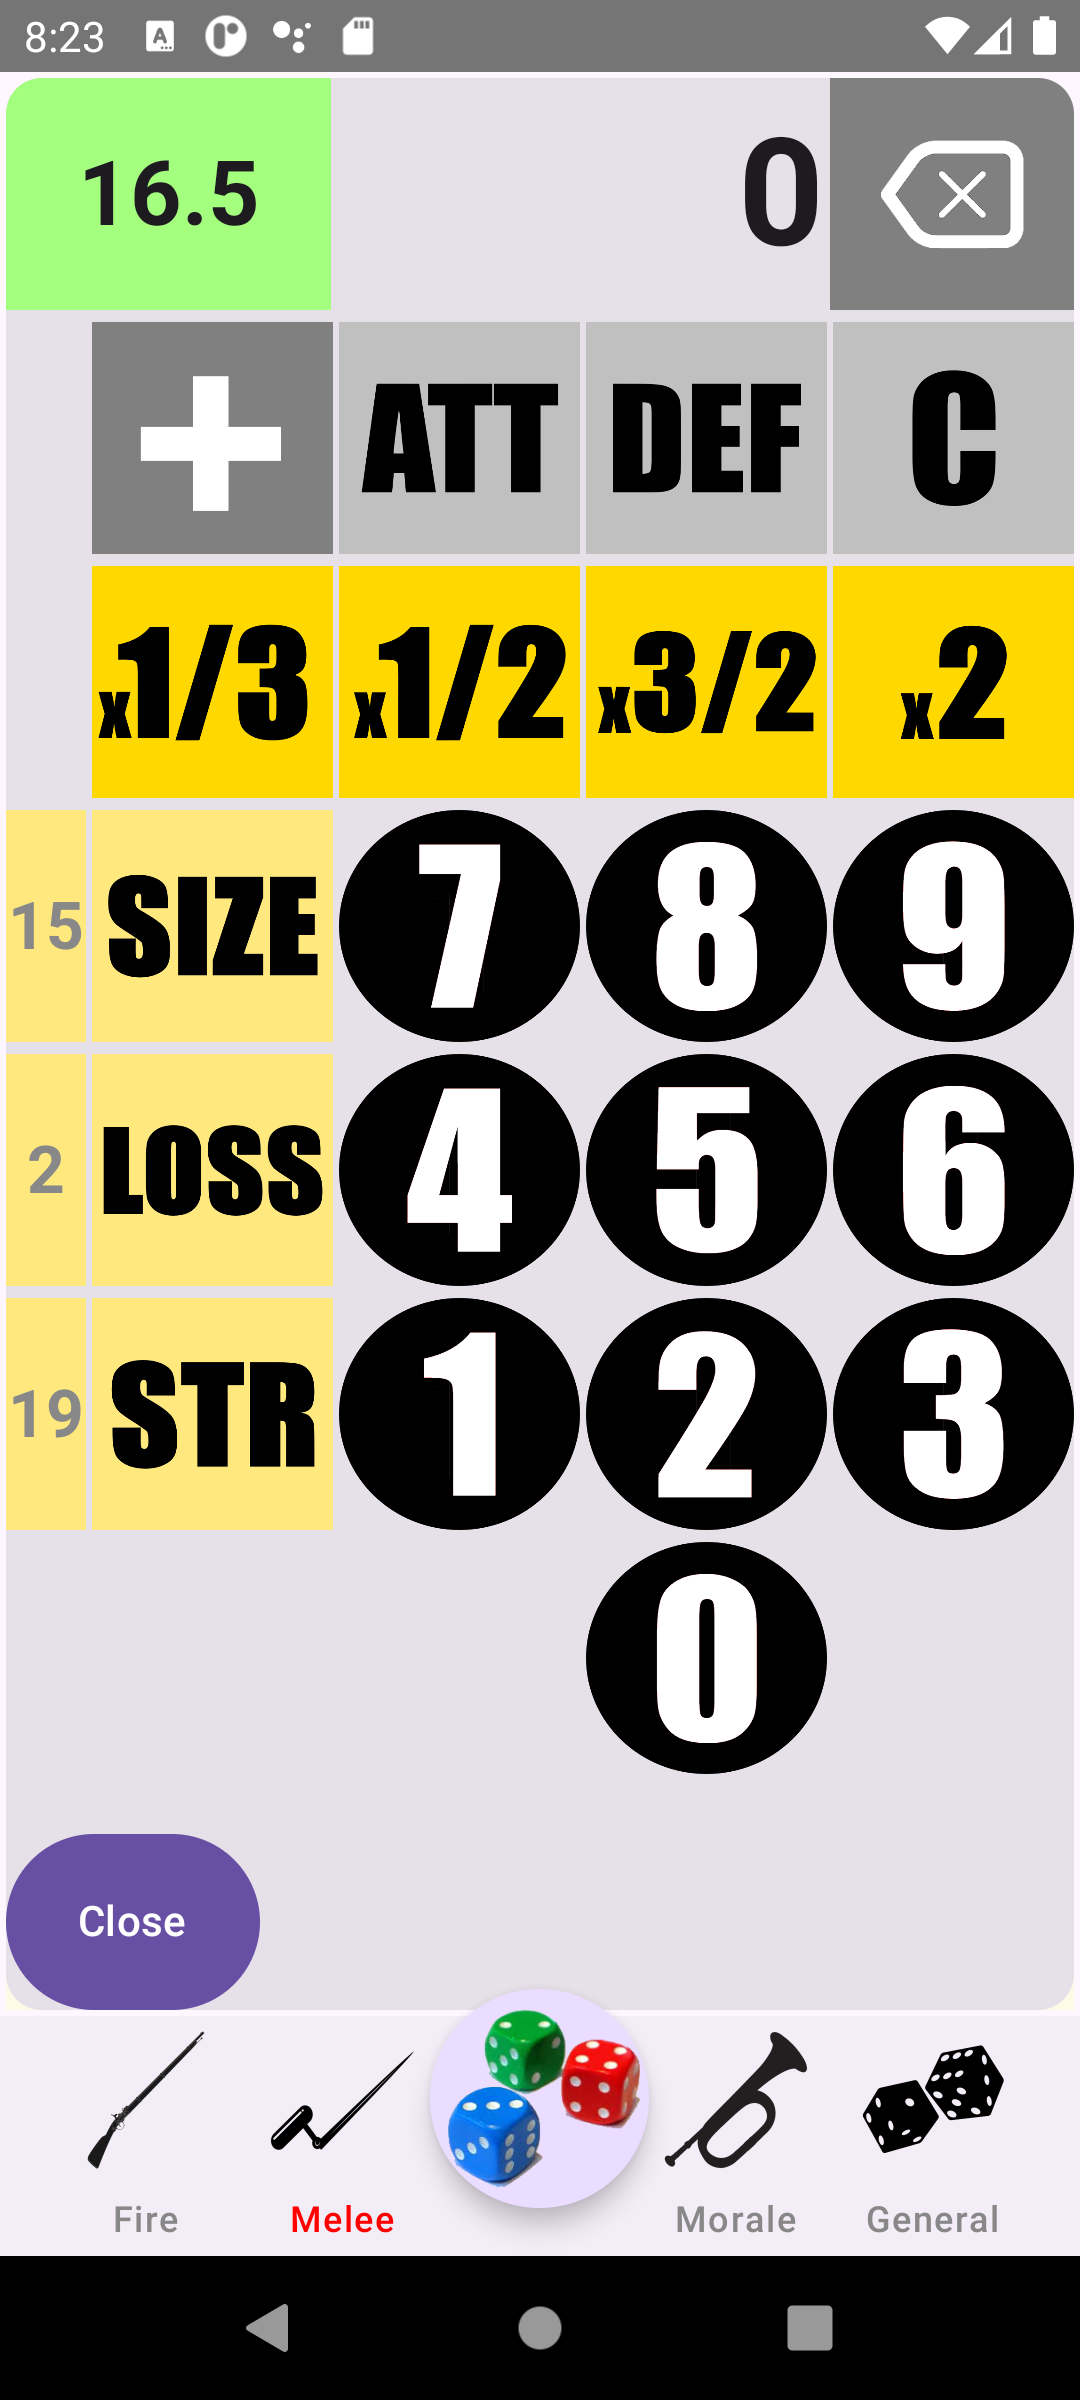 8:23
16.5 0
ATT DEF C
x1/3 x1/2 x3/2 x2
15 SIZE 7 8 9
2 LOSS 4 5 6
19 STR 1 2 3
0
Close
Fire Melee Morale General